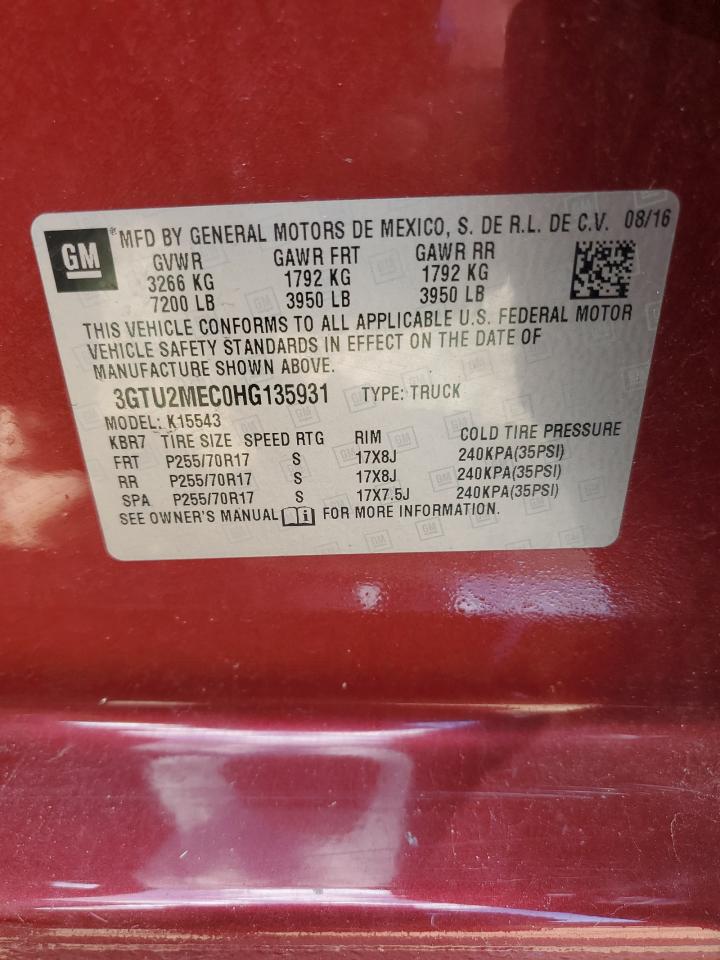 GM ® MFD BY GENERAL MOTORS DE MEXICO, S. DE R.L. DE C.V. 08/16
GVWR GAWR FRT GAWR RR
3266 KG 1792 KG 1792 KG
7200 LB 3950 LB 3950 LB
THIS VEHICLE CONFORMS TO ALL APPLICABLE U.S. FEDERAL MOTOR
VEHICLE SAFETY STANDARDS IN EFFECT ON THE DATE OF
MANUFACTURE SHOWN ABOVE.
3GTU2MEC0HG135931 TYPE: TRUCK
MODEL: K15543
KBR7 TIRE SIZE SPEED RTG RIM COLD TIRE PRESSURE
FRT P255/70R17 S 17X8J 240KPA(35PSI)
RR P255/70R17 S 17X8J 240KPA(35PSI)
SPA P255/70R17 S 17X7.5J 240KPA(35PSI)
SEE OWNER'S MANUAL i FOR MORE INFORMATION.